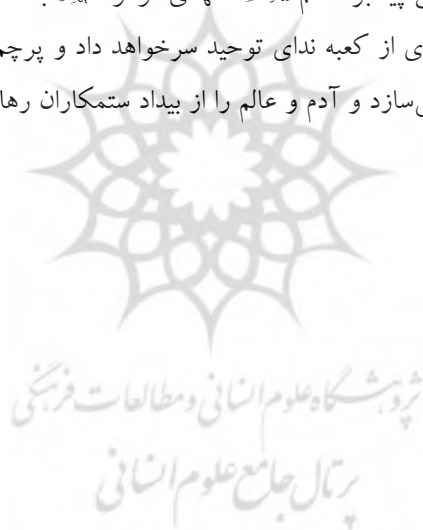 ی از کعبه ندای توحید سرخواهد داد و پرچم
ی‌سازد و آدم و عالم را از بیداد ستمکاران رها
پژوهشگاه علوم انسانی و مطالعات فرهنگی
پرتال جامع علوم انسانی